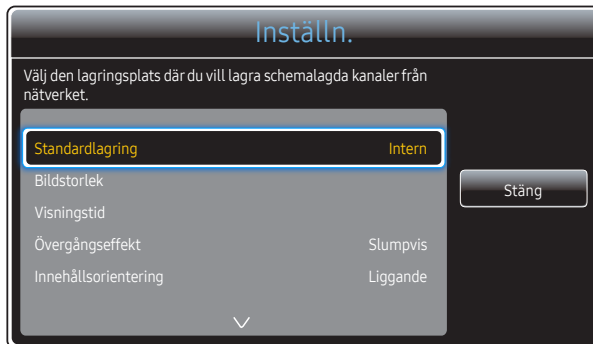 Inställn.
Välj den lagringsplats där du vill lagra schemalagda kanaler från
nätverket.
Standardlagring Intern
Bildstorlek
Visningstid
Övergångseffekt Slumpvis
Innehållsorientering Liggande
Stäng